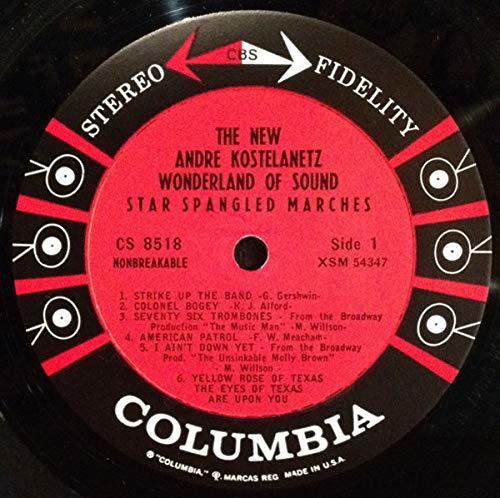 STEREO CBS FIDELITY
THE NEW
ANDRE KOSTELANETZ
WONDERLAND OF SOUND
STAR SPANGLED MARCHES
CS 8518 Side 1
NONBREAKABLE XSM 54347
1. STRIKE UP THE BAND -G. Gershwin-
2. COLONEL BOGEY -K. J. Alford-
3. SEVENTY SIX TROMBONES - From the Broadway
Production "The Music Man" -M. Willson-
4. AMERICAN PATROL -F. W. Meacham-
5. I AIN'T DOWN YET - From the Broadway
Prod. "The Unsinkable Molly Brown"
- M. Willson -
6. YELLOW ROSE OF TEXAS
THE EYES OF TEXAS
ARE UPON YOU
COLUMBIA
® "COLUMBIA," MARCAS REG MADE IN U.S.A.